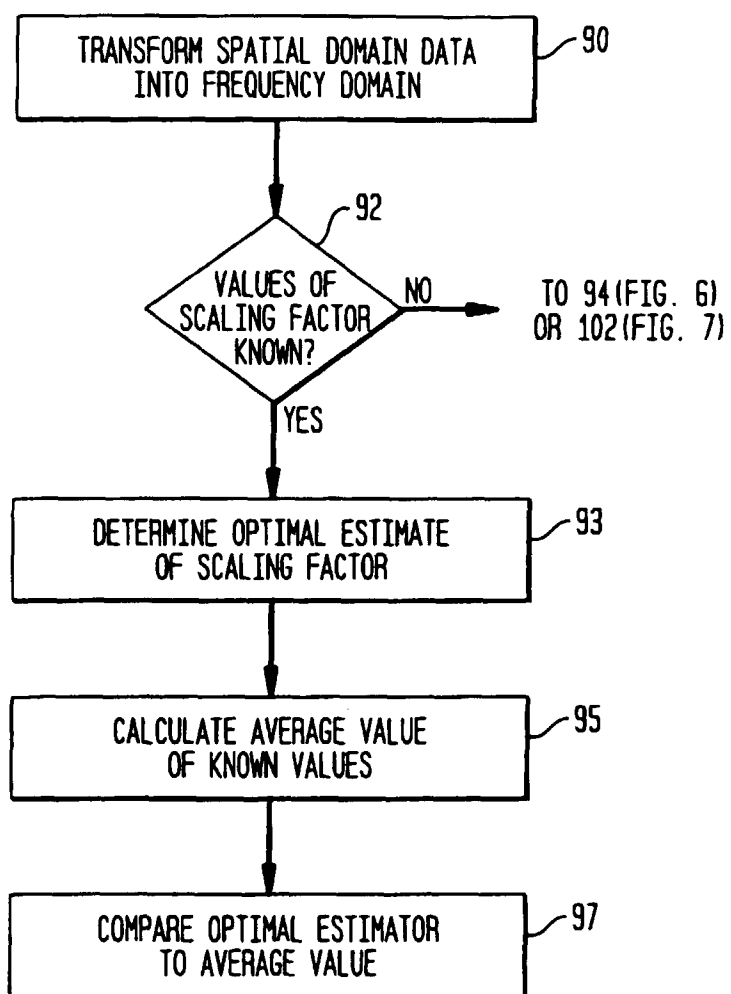 TRANSFORM SPATIAL DOMAIN DATA
INTO FREQUENCY DOMAIN
90
92
VALUES OF
SCALING FACTOR
KNOWN?
NO
TO 94(FIG. 6)
OR 102(FIG. 7)
YES
DETERMINE OPTIMAL ESTIMATE
OF SCALING FACTOR
93
CALCULATE AVERAGE VALUE
OF KNOWN VALUES
95
COMPARE OPTIMAL ESTIMATOR
TO AVERAGE VALUE
97